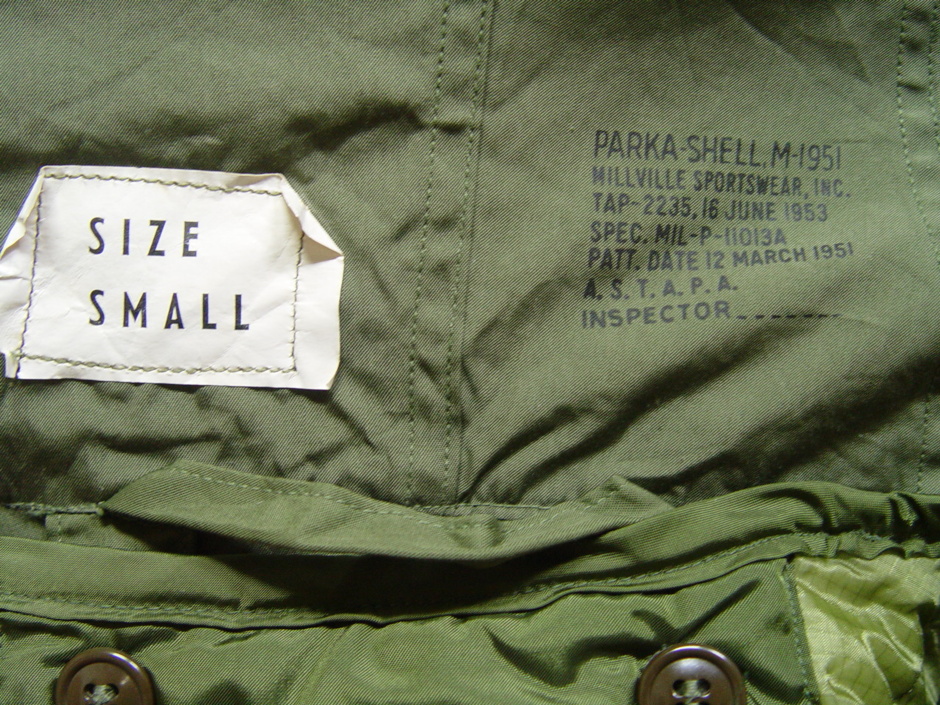 SIZE
SMALL
PARKA-SHELL, M-1951
MILLVILLE SPORTSWEAR, INC.
TAP-2235, 16 JUNE 1953
SPEC. MIL-P-11013A
PATT. DATE 12 MARCH 1951
A. S. T. A. P. A.
INSPECTOR--------